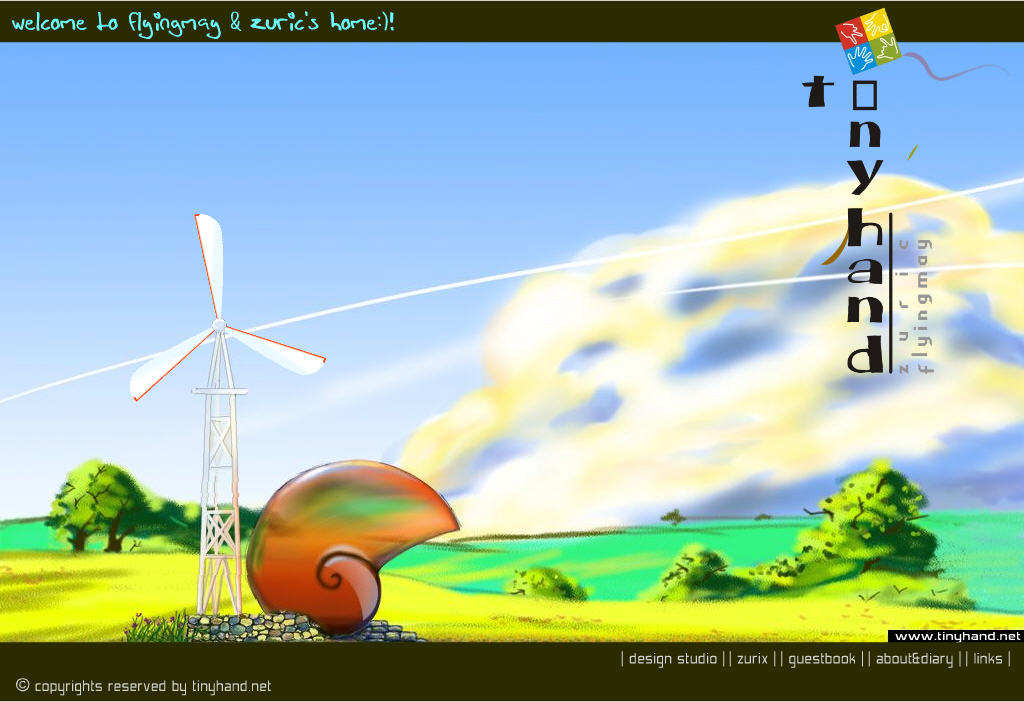 welcome to flyingmay & zuric's home:)!
t□nyhand
zuric
flyingmay
www.tinyhand.net
| design studio || zurix || guestbook || about&diary || links |
© copyrights reserved by tinyhand.net